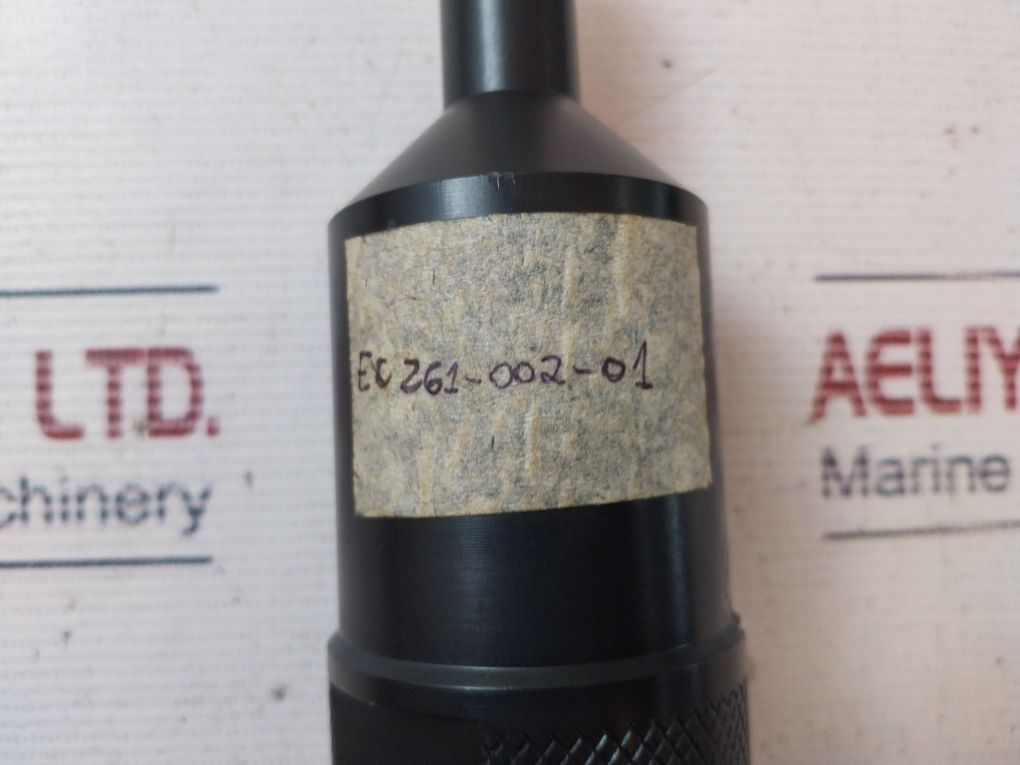 EC 261-002-01
LTD.
chinery
AELIY
Marine